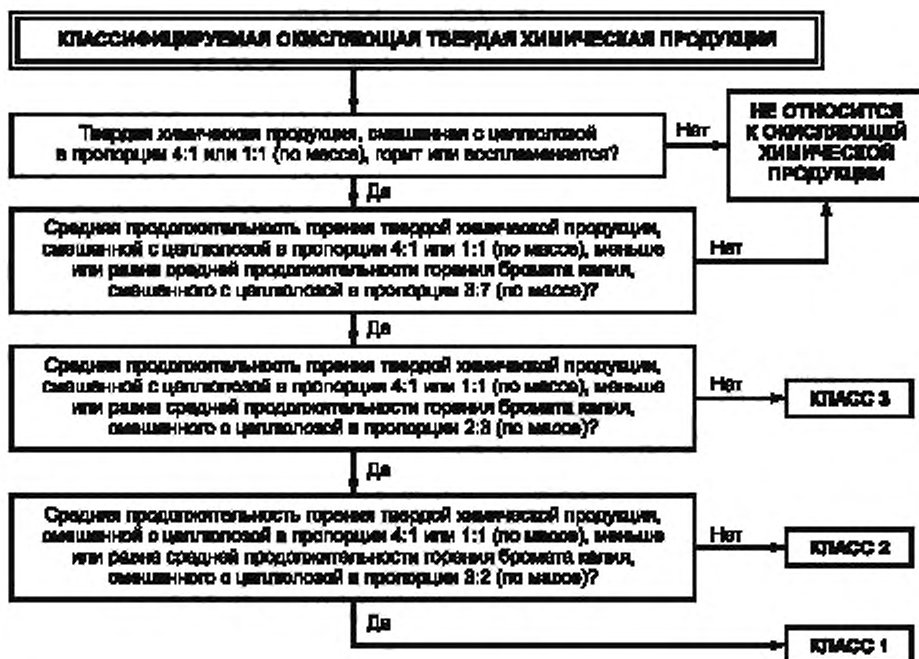 КЛАССИФИЦИРУЕМАЯ ОКИСЛЯЮЩАЯ ТВЕРДАЯ ХИМИЧЕСКАЯ ПРОДУКЦИЯ
Твердая химическая продукция, смешанная с целлюлозой
в пропорции 4:1 или 1:1 (по массе), горит или воспламеняется?
Нет
НЕ ОТНОСИТСЯ
К ОКИСЛЯЮЩЕЙ
ХИМИЧЕСКОЙ
ПРОДУКЦИИ
Да
Средняя продолжительность горения твердой химической продукции,
смешанной с целлюлозой в пропорции 4:1 или 1:1 (по массе), меньше
или равна средней продолжительности горения бромата калия,
смешанного с целлюлозой в пропорции 3:7 (по массе)?
Нет
Да
Средняя продолжительность горения твердой химической продукции,
смешанной с целлюлозой в пропорции 4:1 или 1:1 (по массе), меньше
или равна средней продолжительности горения бромата калия,
смешанного с целлюлозой в пропорции 2:3 (по массе)?
Нет
КЛАСС 3
Да
Средняя продолжительность горения твердой химической продукции,
смешанной с целлюлозой в пропорции 4:1 или 1:1 (по массе), меньше
или равна средней продолжительности горения бромата калия,
смешанного с целлюлозой в пропорции 3:2 (по массе)?
Нет
КЛАСС 2
Да
КЛАСС 1